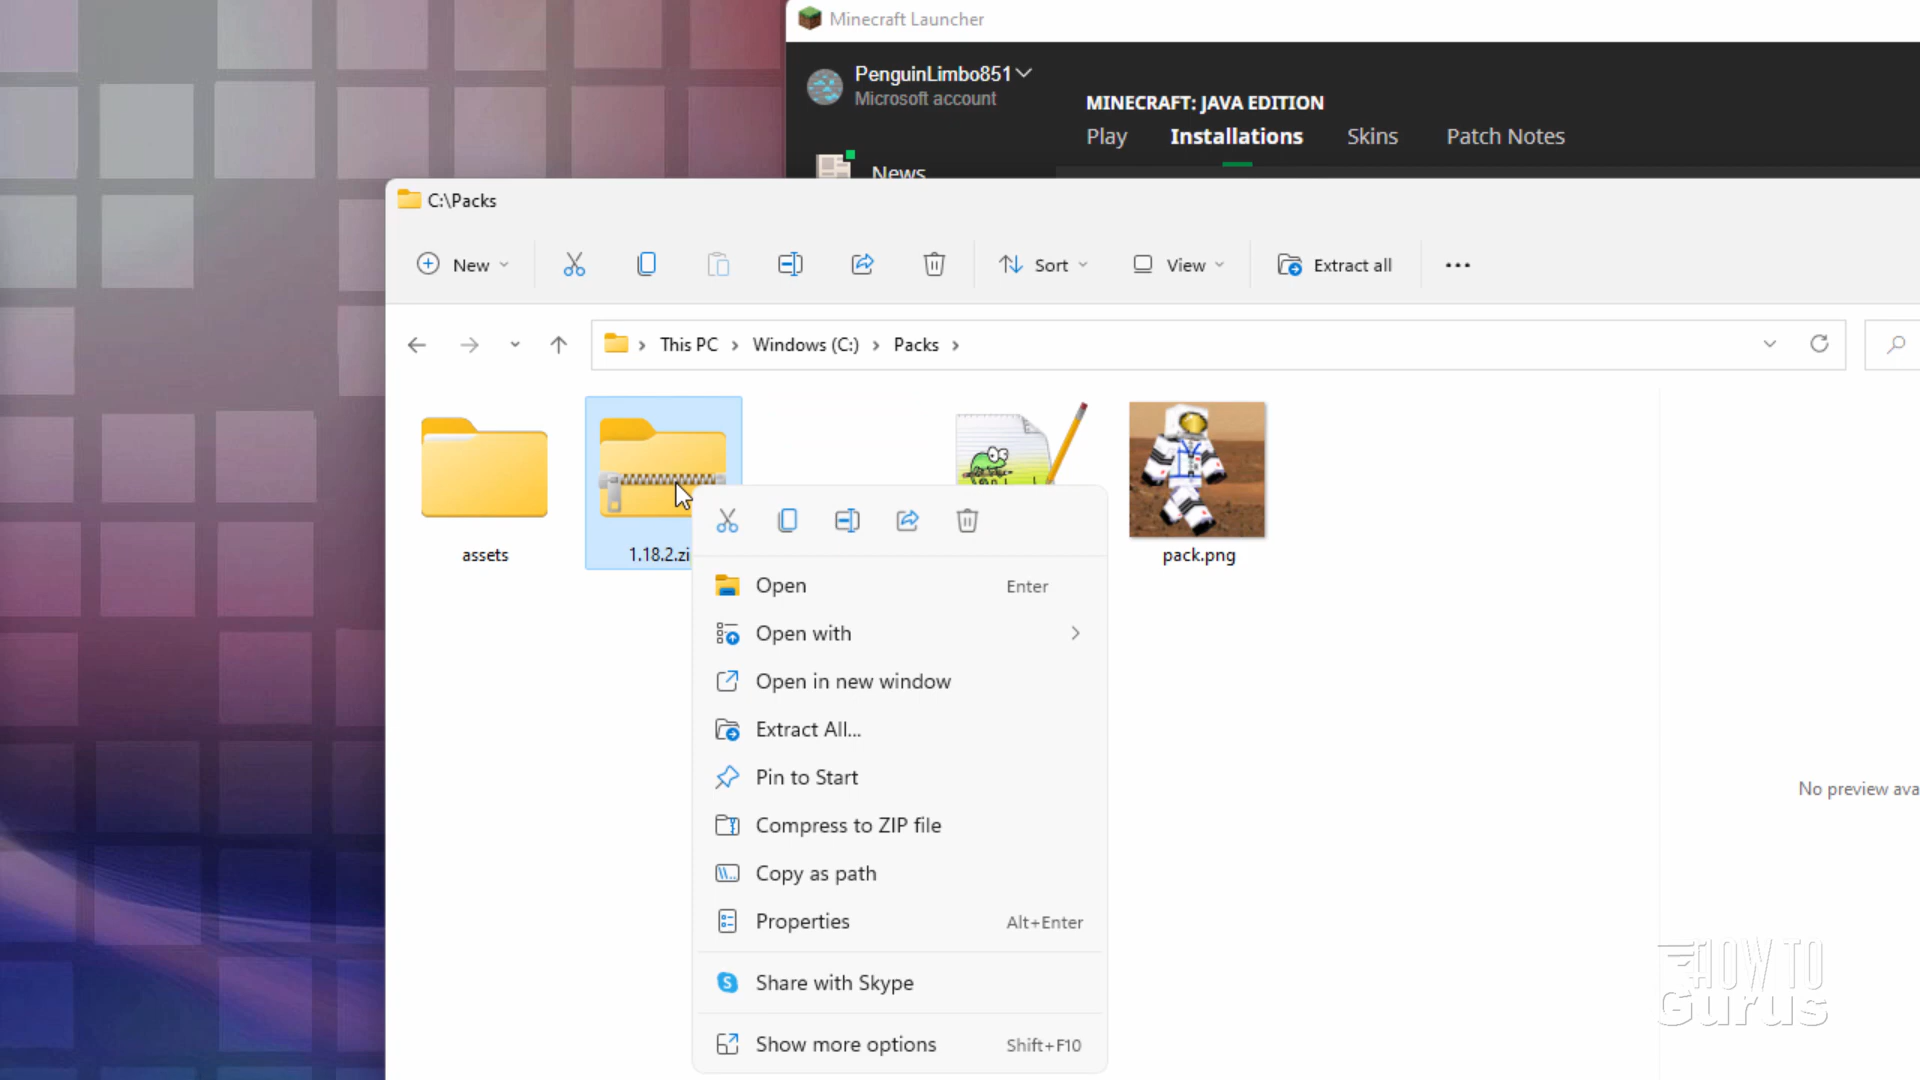 Minecraft Launcher
PenguinLimbo851
Microsoft account
MINECRAFT: JAVA EDITION
Play Installations Skins Patch Notes
News
C:\Packs
New Sort View Extract all
This PC Windows (C:) Packs
assets
1.18.2.zi
pack.png
Open Enter
Open with
Open in new window
Extract All...
Pin to Start
Compress to ZIP file
Copy as path
Properties Alt+Enter
Share with Skype
Show more options Shift+F10
No preview ava
HOW TO
Gurus